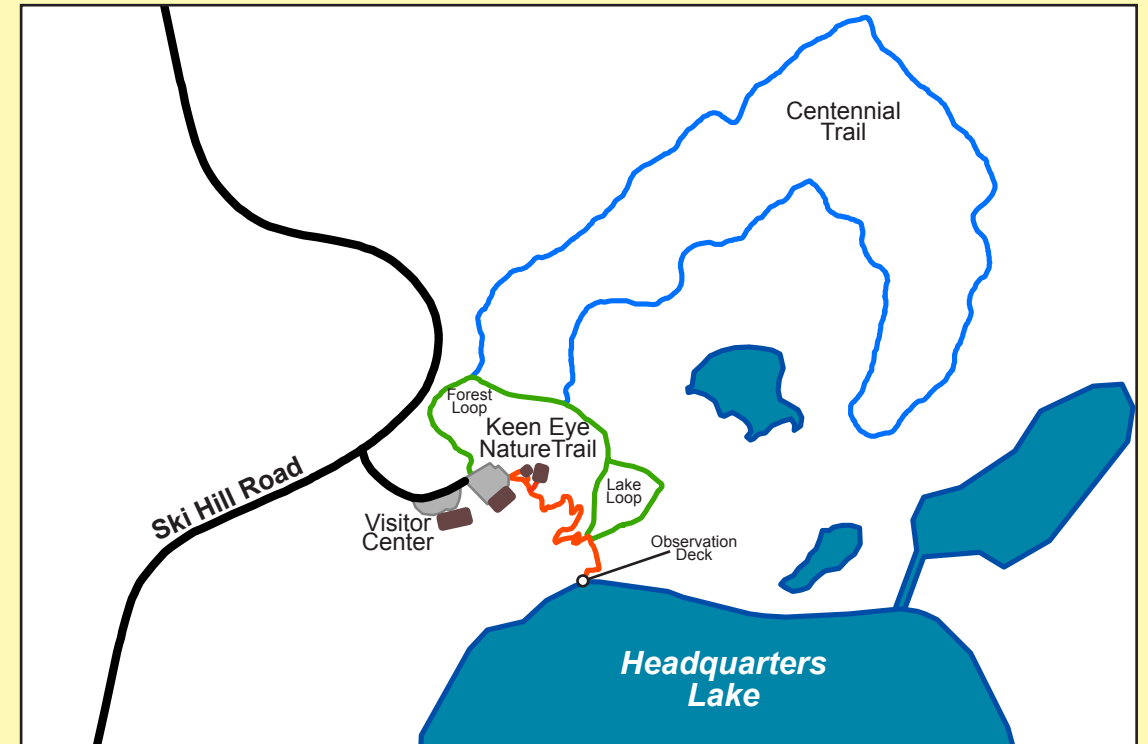 Centennial
Trail
Forest
Loop
Keen Eye
NatureTrail
Lake
Loop
Ski Hill Road
Visitor
Center
Observation
Deck
Headquarters
Lake